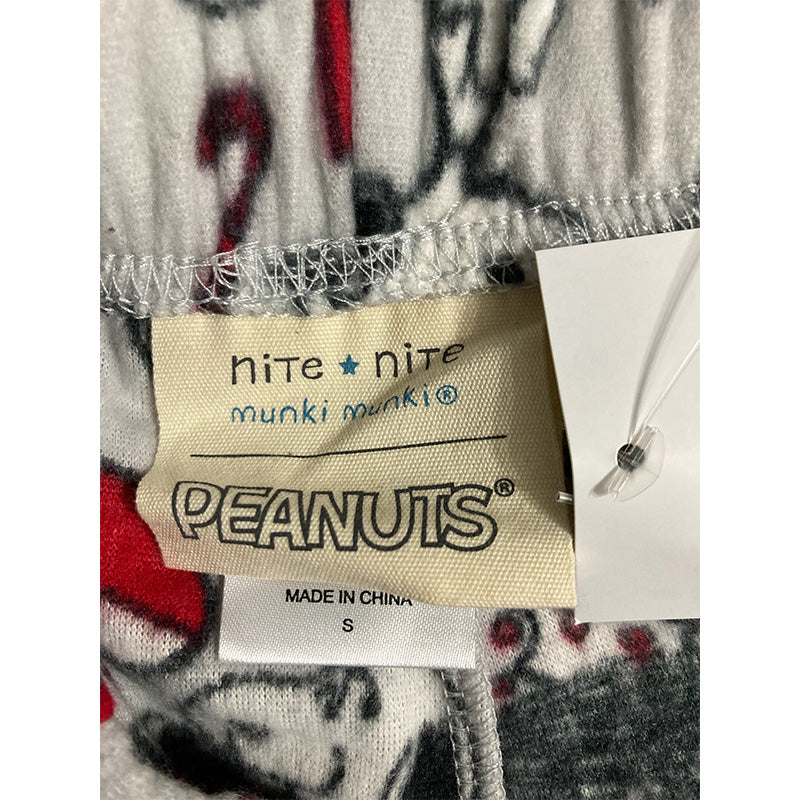 niTe ★ niTe
munki munki®
PEANUTS®
MADE IN CHINA
S